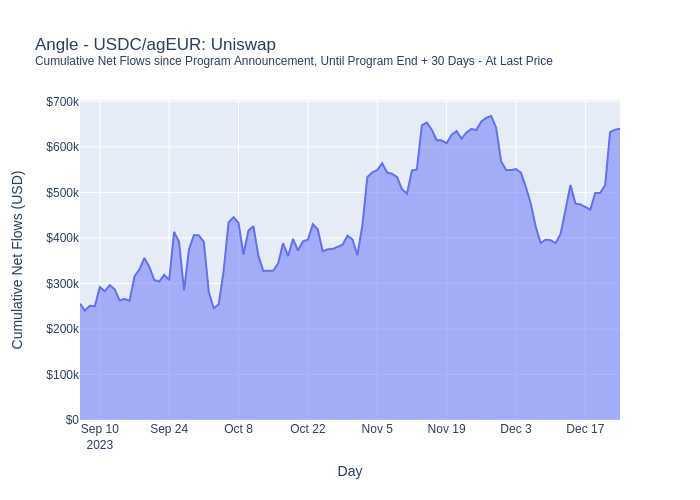 Angle - USDC/agEUR: Uniswap
Cumulative Net Flows since Program Announcement, Until Program End + 30 Days - At Last Price
Cumulative Net Flows (USD)
$700k
$600k
$500k
$400k
$300k
$200k
$100k
$0
Sep 10 Sep 24 Oct 8 Oct 22 Nov 5 Nov 19 Dec 3 Dec 17
2023
Day